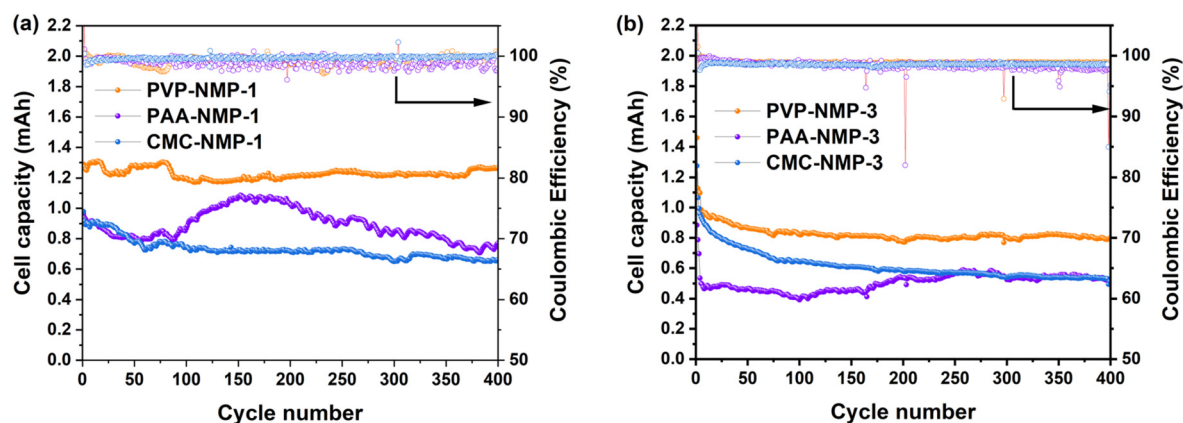 (a)
2.2
2.0
1.8
1.6
1.4
1.2
1.0
0.8
0.6
0.4
0.2
0.0
Cell capacity (mAh)
PVP-NMP-1
PAA-NMP-1
CMC-NMP-1
100
90
80
70
60
50
Coulombic Efficiency (%)
0 50 100 150 200 250 300 350 400
Cycle number
(b)
2.2
2.0
1.8
1.6
1.4
1.2
1.0
0.8
0.6
0.4
0.2
0.0
Cell capacity (mAh)
PVP-NMP-3
PAA-NMP-3
CMC-NMP-3
100
90
80
70
60
50
Coulombic Efficiency (%)
0 50 100 150 200 250 300 350 400
Cycle number